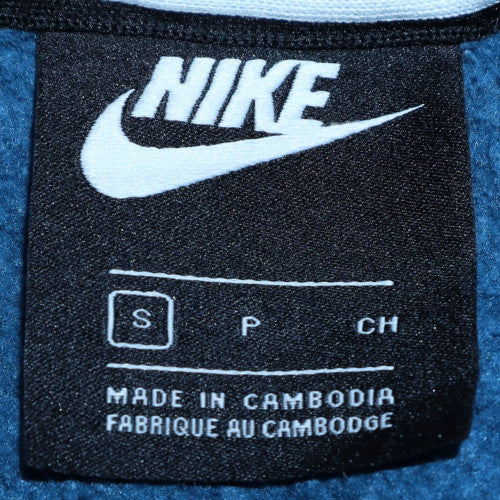 NIKE
S P CH
MADE IN CAMBODIA
FABRIQUE AU CAMBODGE